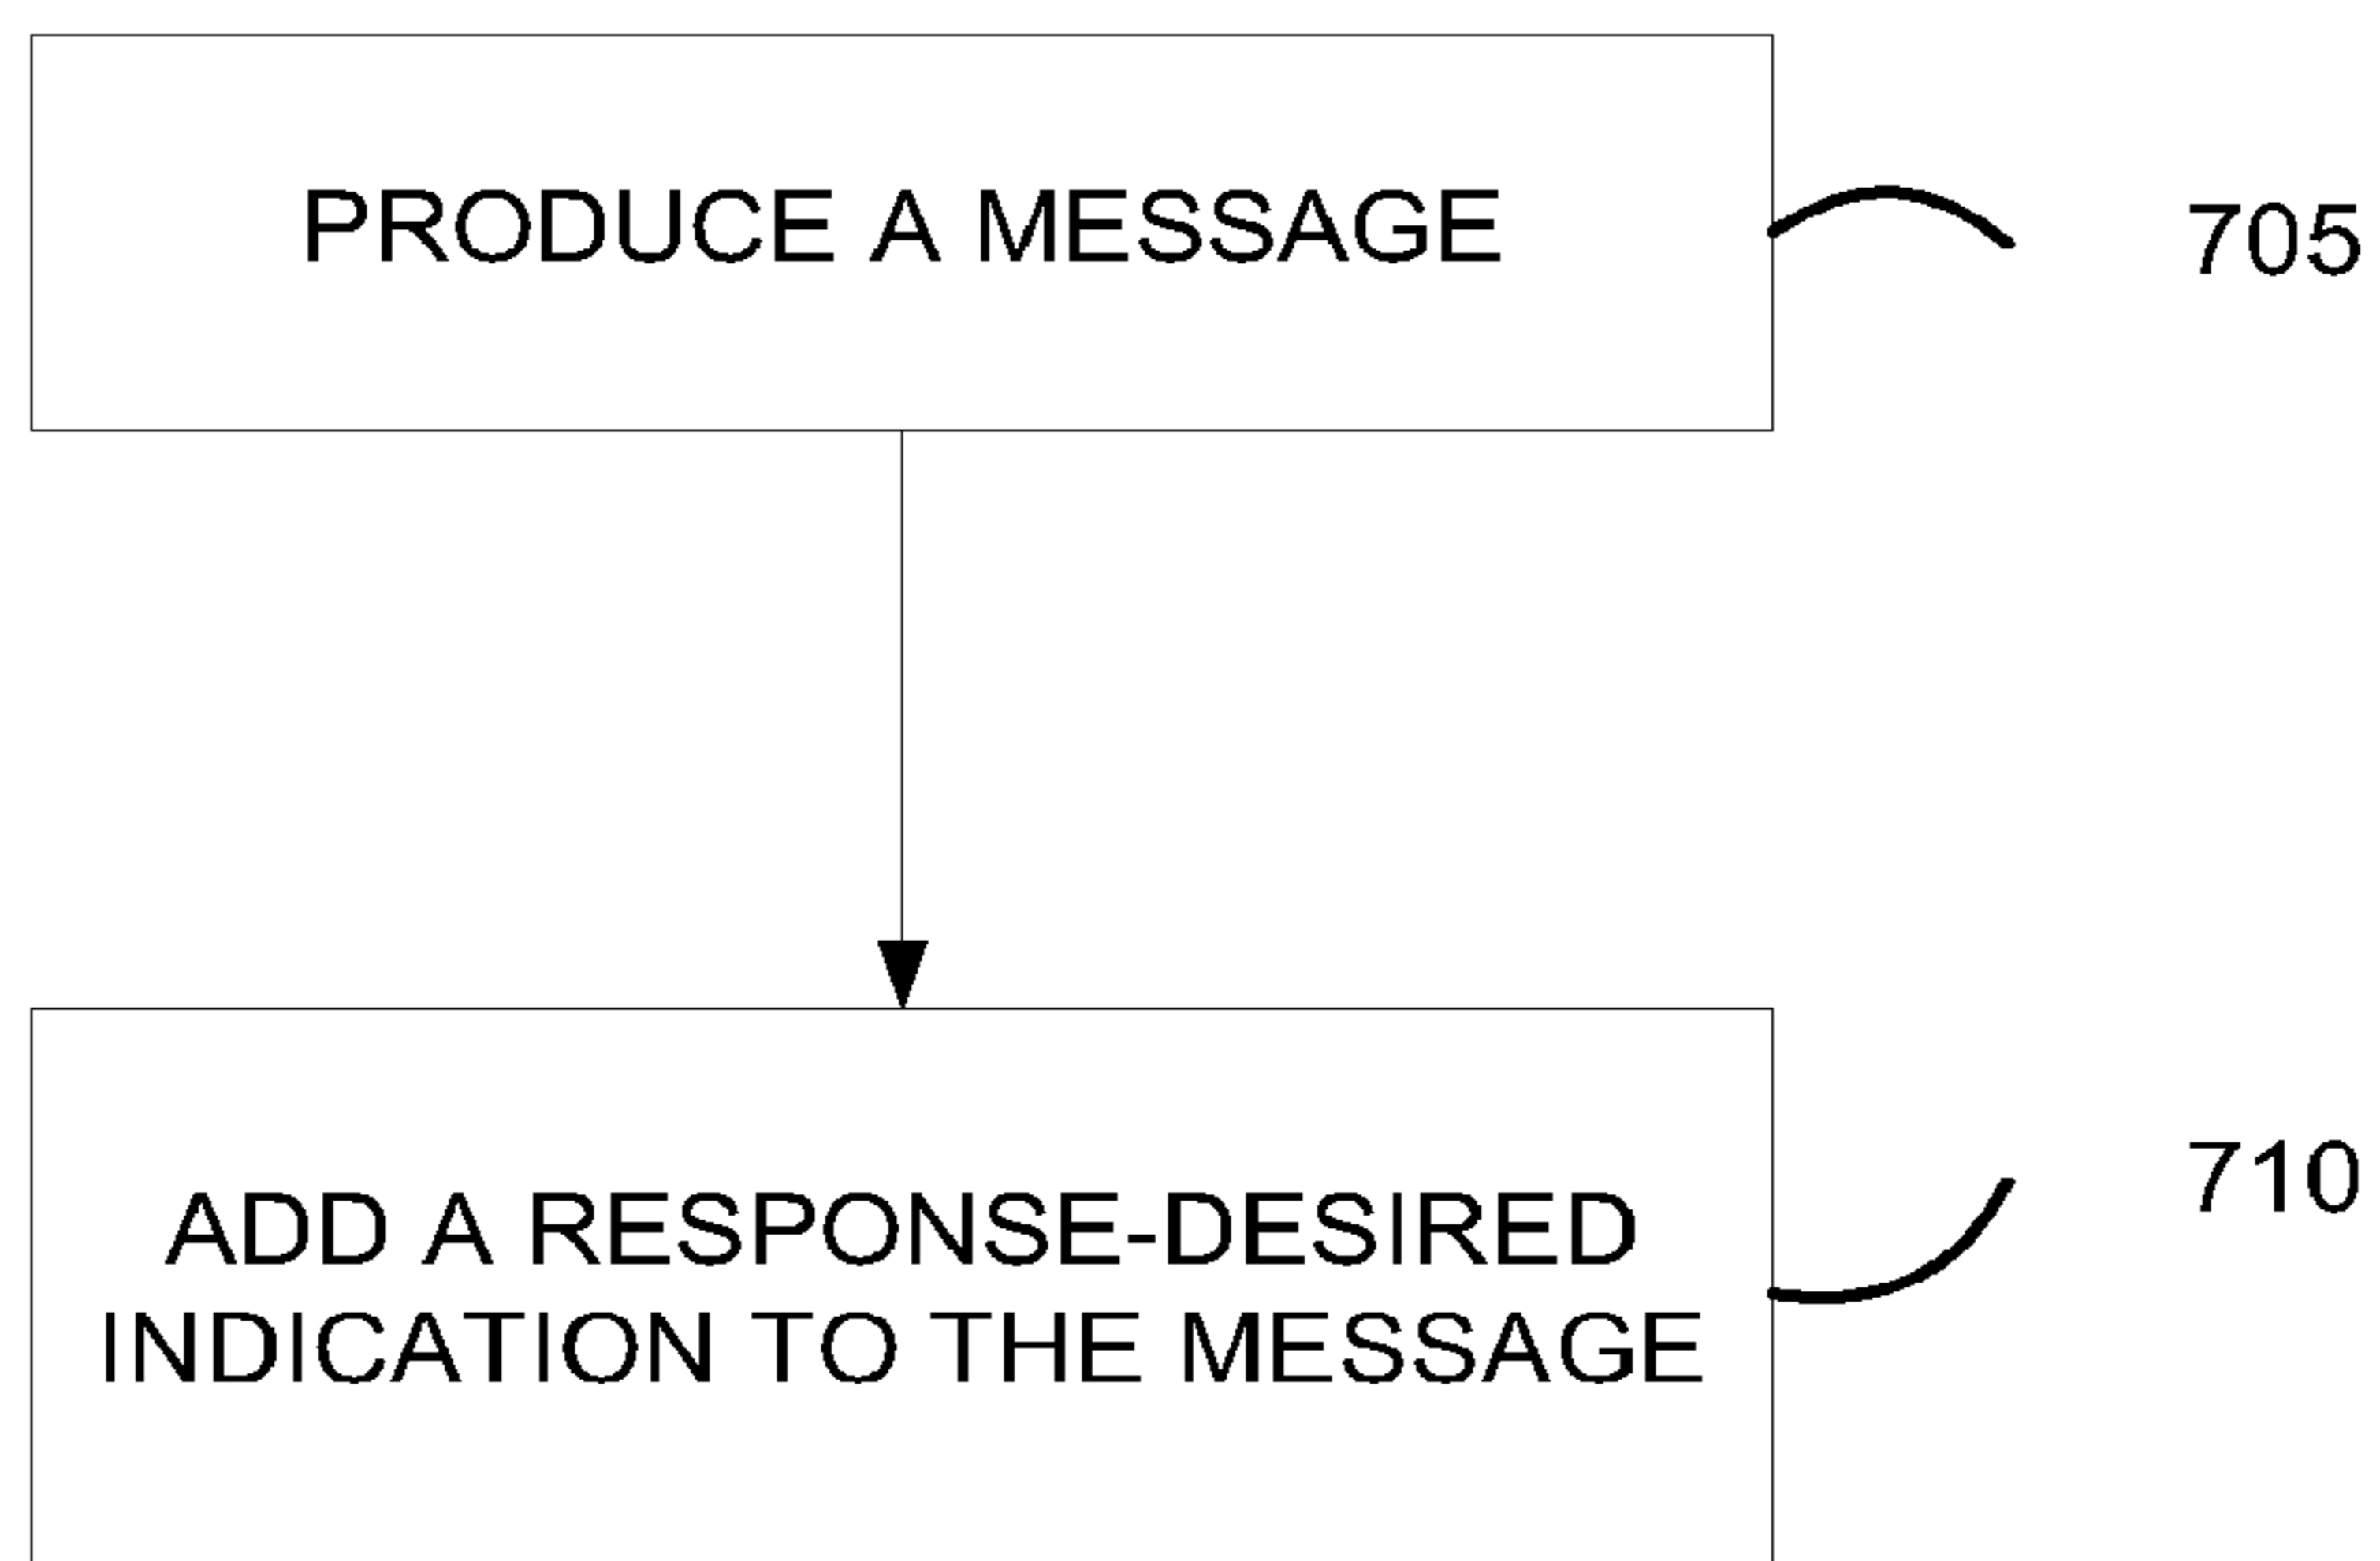 PRODUCE A MESSAGE
705
710
ADD A RESPONSE-DESIRED
INDICATION TO THE MESSAGE